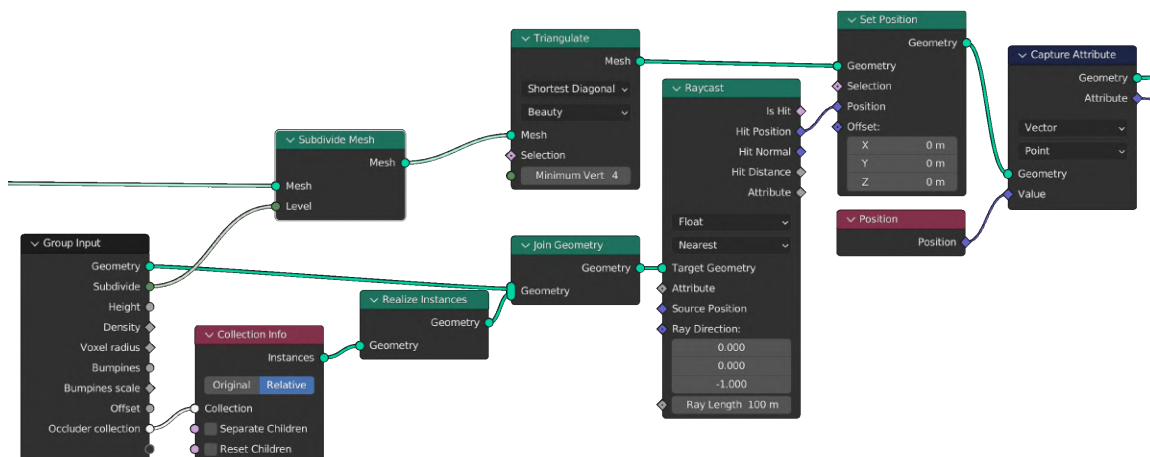 Set Position
Geometry
Geometry
Selection
Position
Offset:
X 0 m
Y 0 m
Z 0 m
Triangulate
Mesh
Shortest Diagonal
Beauty
Mesh
Selection
Minimum Vert 4
Capture Attribute
Geometry
Attribute
Vector
Point
Geometry
Value
Raycast
Is Hit
Hit Position
Hit Normal
Hit Distance
Attribute
Float
Nearest
Target Geometry
Attribute
Source Position
Ray Direction:
0.000
0.000
-1.000
Ray Length 100 m
Subdivide Mesh
Mesh
Mesh
Level
Position
Position
Group Input
Geometry
Subdivide
Height
Density
Voxel radius
Bumpines
Bumpines scale
Offset
Occluder collection
Join Geometry
Geometry
Geometry
Realize Instances
Geometry
Geometry
Collection Info
Instances
Original Relative
Collection
Separate Children
Reset Children